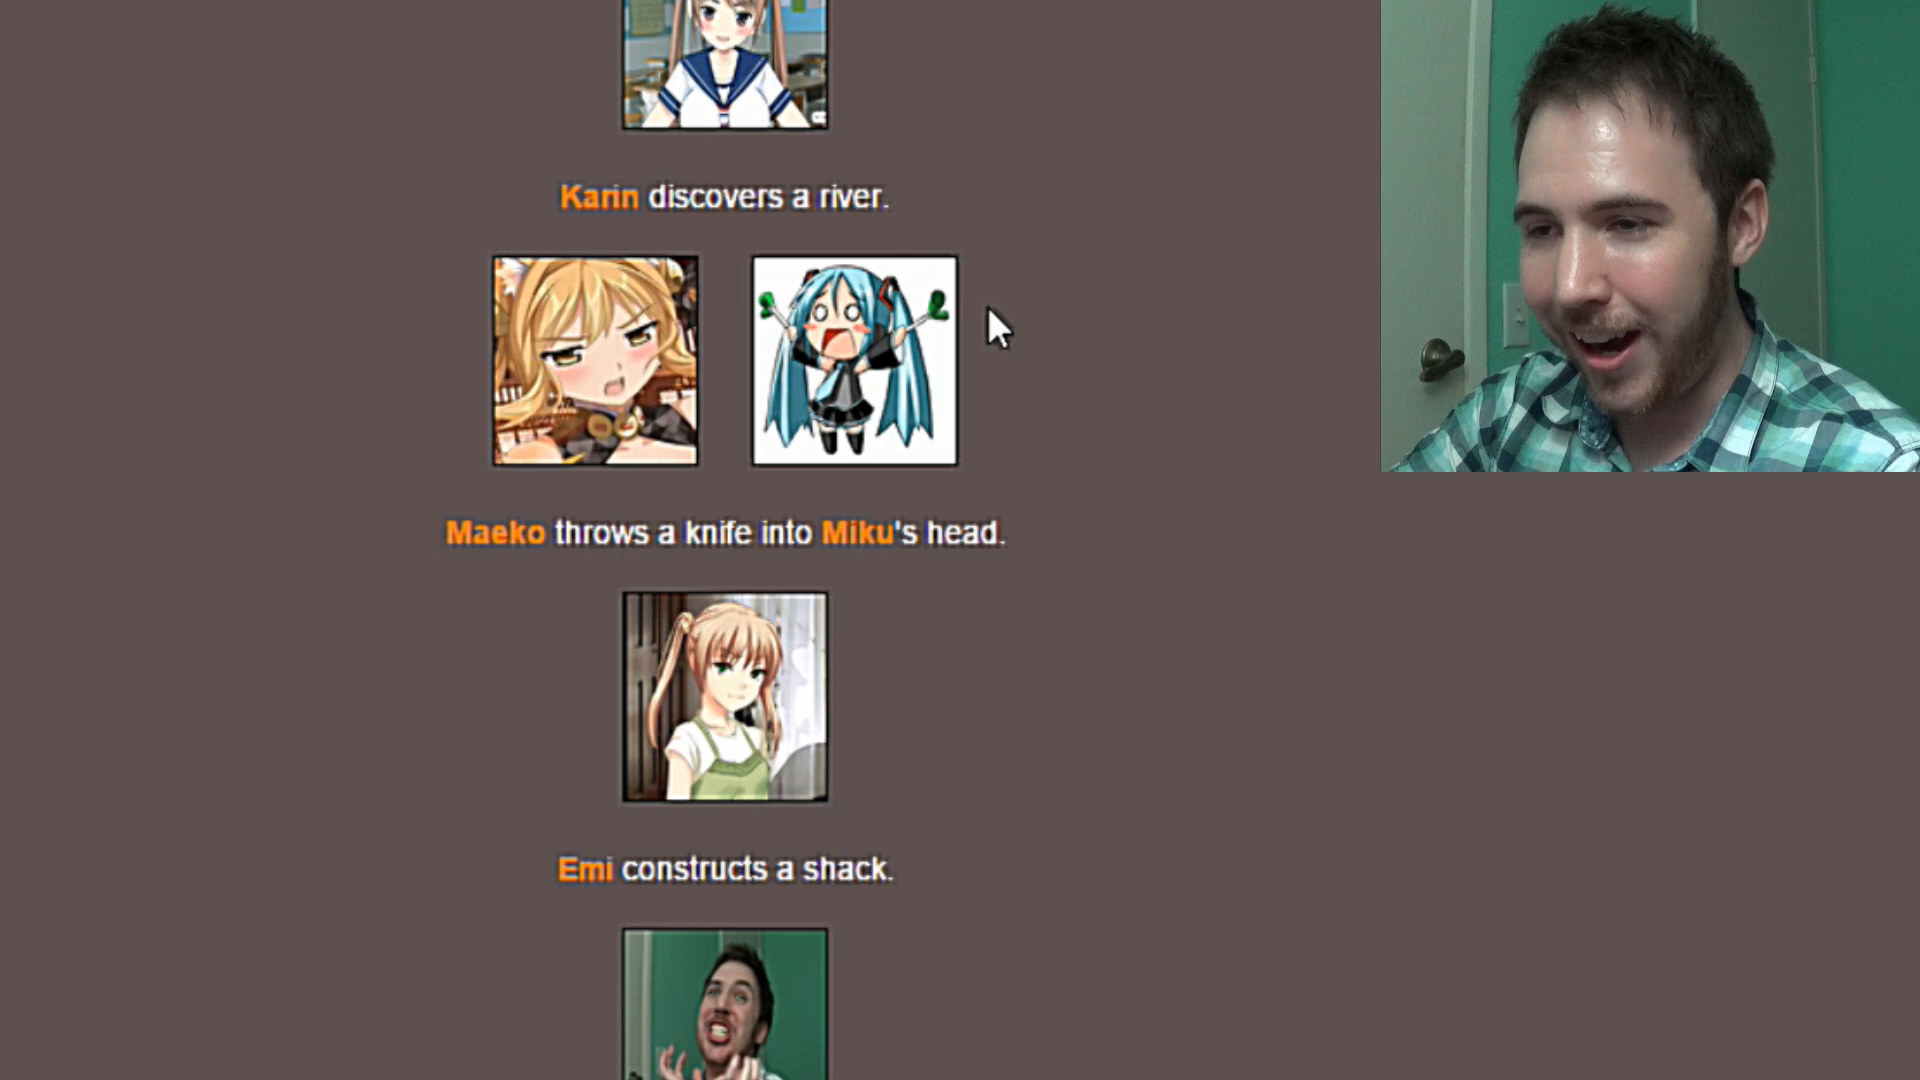 Karin discovers a river.
Maeko throws a knife into Miku's head.
Emi constructs a shack.